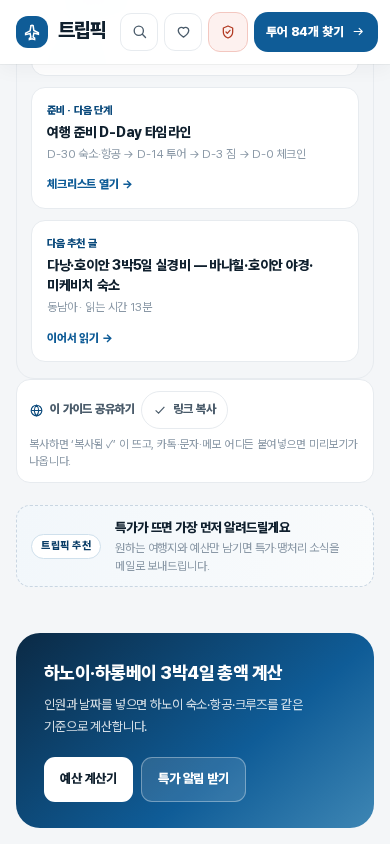 트립픽
투어 84개 찾기 →
준비 · 다음 단계
여행 준비 D-Day 타임라인
D-30 숙소·항공 → D-14 투어 → D-3 짐 → D-0 체크인
체크리스트 열기 →
다음 추천 글
다낭·호이안 3박5일 실경비 — 바나힐·호이안 야경·
미케비치 숙소
동남아 · 읽는 시간 13분
이어서 읽기 →
이 가이드 공유하기
링크 복사
복사하면 '복사됨 ✓' 이 뜨고, 카톡·문자·메모 어디든 붙여넣으면 미리보기가
나옵니다.
트립픽 추천
특가가 뜨면 가장 먼저 알려드릴게요
원하는 여행지와 예산만 남기면 특가·땡처리 소식을
메일로 보내드립니다.
하노이·하롱베이 3박4일 총액 계산
인원과 날짜를 넣으면 하노이 숙소·항공·크루즈를 같은
기준으로 계산합니다.
예산 계산기
특가 알림 받기